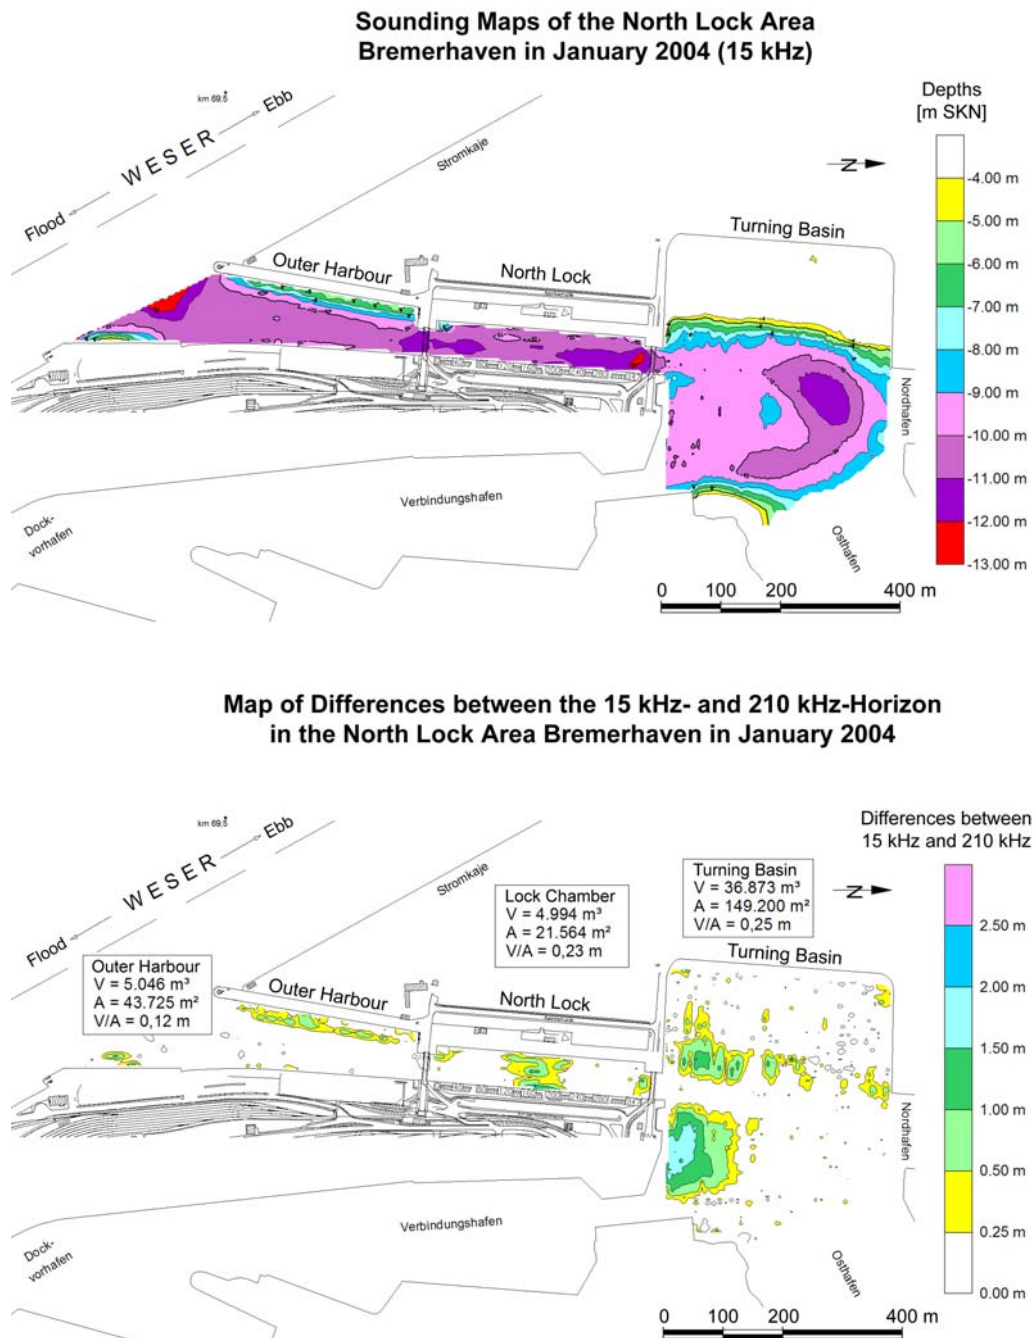 Sounding Maps of the North Lock Area
Bremerhaven in January 2004 (15 kHz)
Depths
[m SKN]
km 69,5
Ebb
WESER
Flood
Stromkaje
N
Turning Basin
Outer Harbour
North Lock
-4.00 m
-5.00 m
-6.00 m
-7.00 m
-8.00 m
-9.00 m
-10.00 m
-11.00 m
-12.00 m
-13.00 m
Nordhafen
Verbindungshafen
Dock-
vorhafen
Osthafen
0 100 200 400 m
Map of Differences between the 15 kHz- and 210 kHz-Horizon
in the North Lock Area Bremerhaven in January 2004
Differences between
15 kHz and 210 kHz
km 69,5
Ebb
WESER
Flood
Stromkaje
Lock Chamber
V = 4.994 m³
A = 21.564 m²
V/A = 0,23 m
Turning Basin
V = 36.873 m³
A = 149.200 m²
V/A = 0,25 m
N
Outer Harbour
V = 5.046 m³
A = 43.725 m²
V/A = 0,12 m
Turning Basin
Outer Harbour
North Lock
2.50 m
2.00 m
1.50 m
1.00 m
0.50 m
0.25 m
0.00 m
Nordhafen
Verbindungshafen
Dock-
vorhafen
Osthafen
0 100 200 400 m